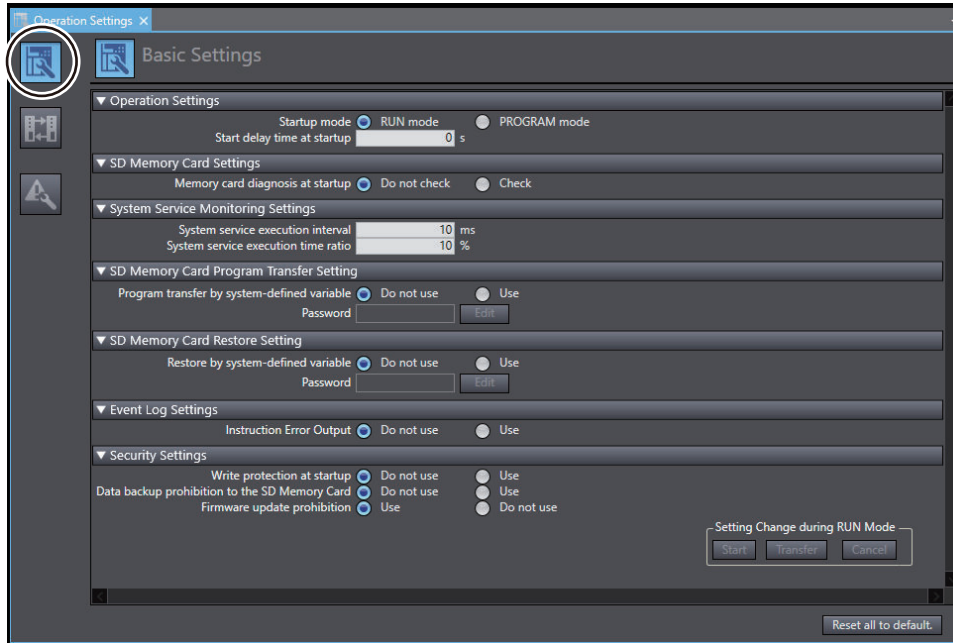 Operation Settings ×
Basic Settings
▼ Operation Settings
Startup mode RUN mode PROGRAM mode
Start delay time at startup 0 s
▼ SD Memory Card Settings
Memory card diagnosis at startup Do not check Check
▼ System Service Monitoring Settings
System service execution interval 10 ms
System service execution time ratio 10 %
▼ SD Memory Card Program Transfer Setting
Program transfer by system-defined variable Do not use Use
Password Edit
▼ SD Memory Card Restore Setting
Restore by system-defined variable Do not use Use
Password Edit
▼ Event Log Settings
Instruction Error Output Do not use Use
▼ Security Settings
Write protection at startup Do not use Use
Data backup prohibition to the SD Memory Card Do not use Use
Firmware update prohibition Use Do not use
Setting Change during RUN Mode
Start Transfer Cancel
Reset all to default.